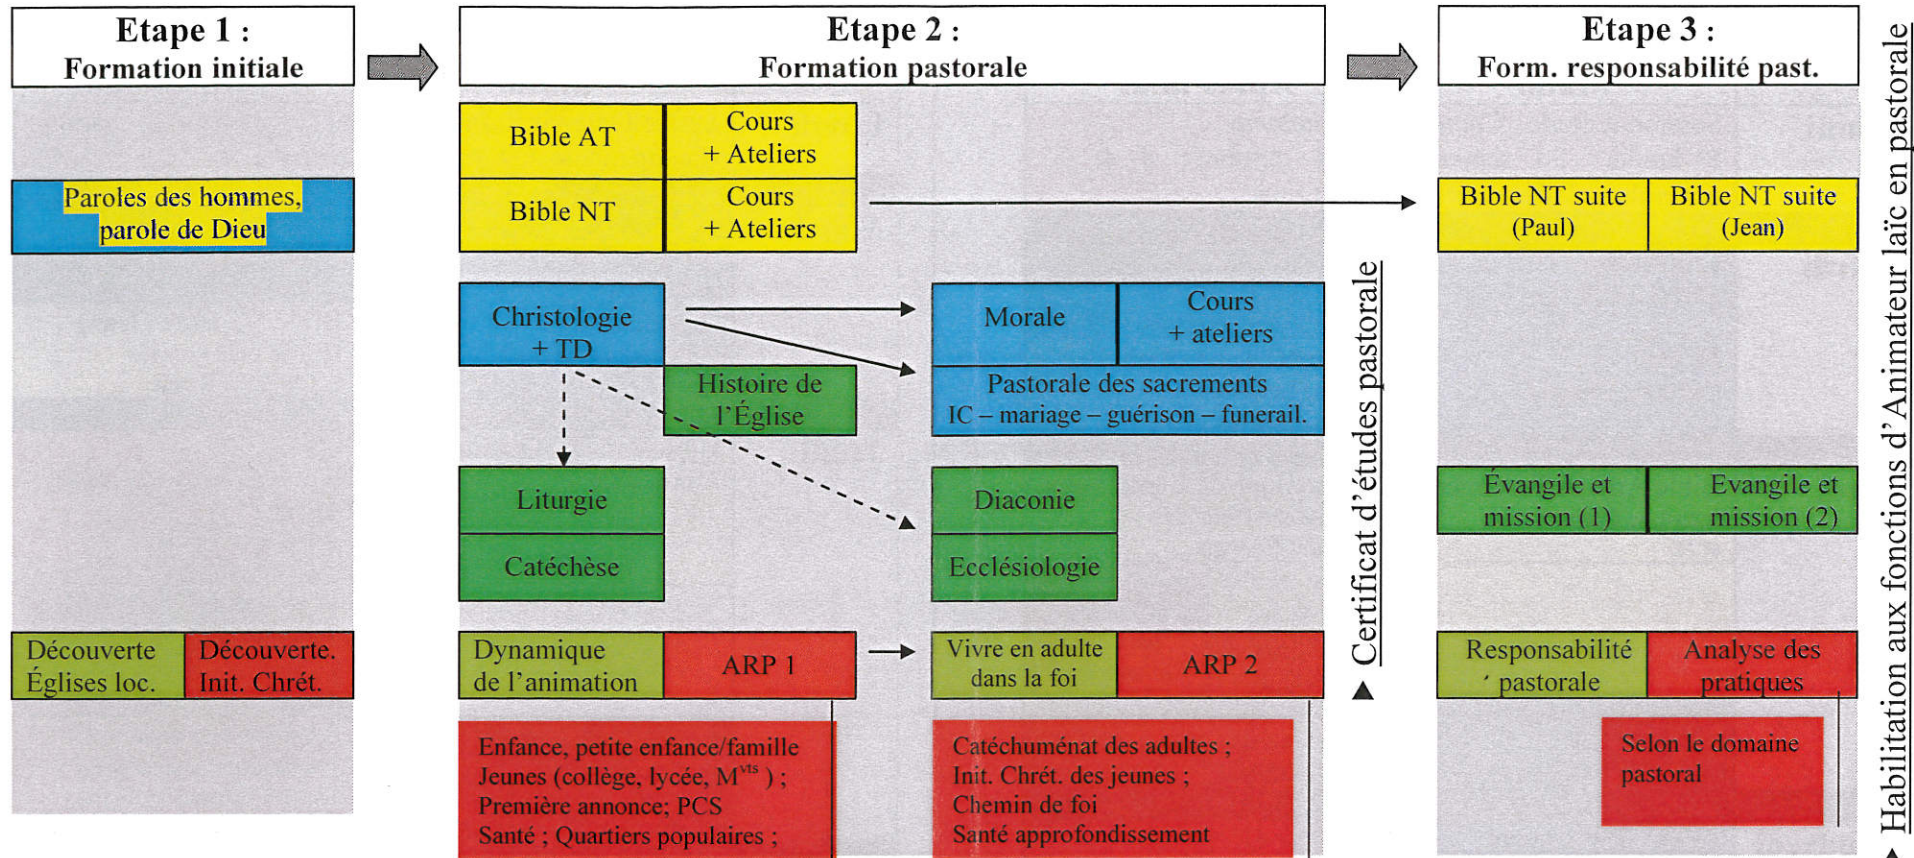 Etape 1 :
Formation initiale
Etape 2 :
Formation pastorale
Etape 3 :
Form. responsabilité past.
Paroles des hommes,
parole de Dieu
Découverte
Églises loc.
Découverte.
Init. Chrét.
Bible AT
Cours
+ Ateliers
Bible NT
Cours
+ Ateliers
Christologie
+ TD
Histoire de
l’Église
Morale
Cours
+ ateliers
Pastorale des sacrements
IC – mariage – guérison – funerail.
Liturgie
Catéchèse
Diaconie
Ecclésiologie
Dynamique
de l’animation
ARP 1
Vivre en adulte
dans la foi
ARP 2
Enfance, petite enfance/famille
Jeunes (collège, lycée, Mvts ) ;
Première annonce; PCS
Santé ; Quartiers populaires ;
Catéchuménat des adultes ;
Init. Chrét. des jeunes ;
Chemin de foi
Santé approfondissement
▲ Certificat d’études pastorale
Bible NT suite
(Paul)
Bible NT suite
(Jean)
Évangile et
mission (1)
Evangile et
mission (2)
Responsabilité
pastorale
Analyse des
pratiques
Selon le domaine
pastoral
▲ Habilitation aux fonctions d’Animateur laïc en pastorale